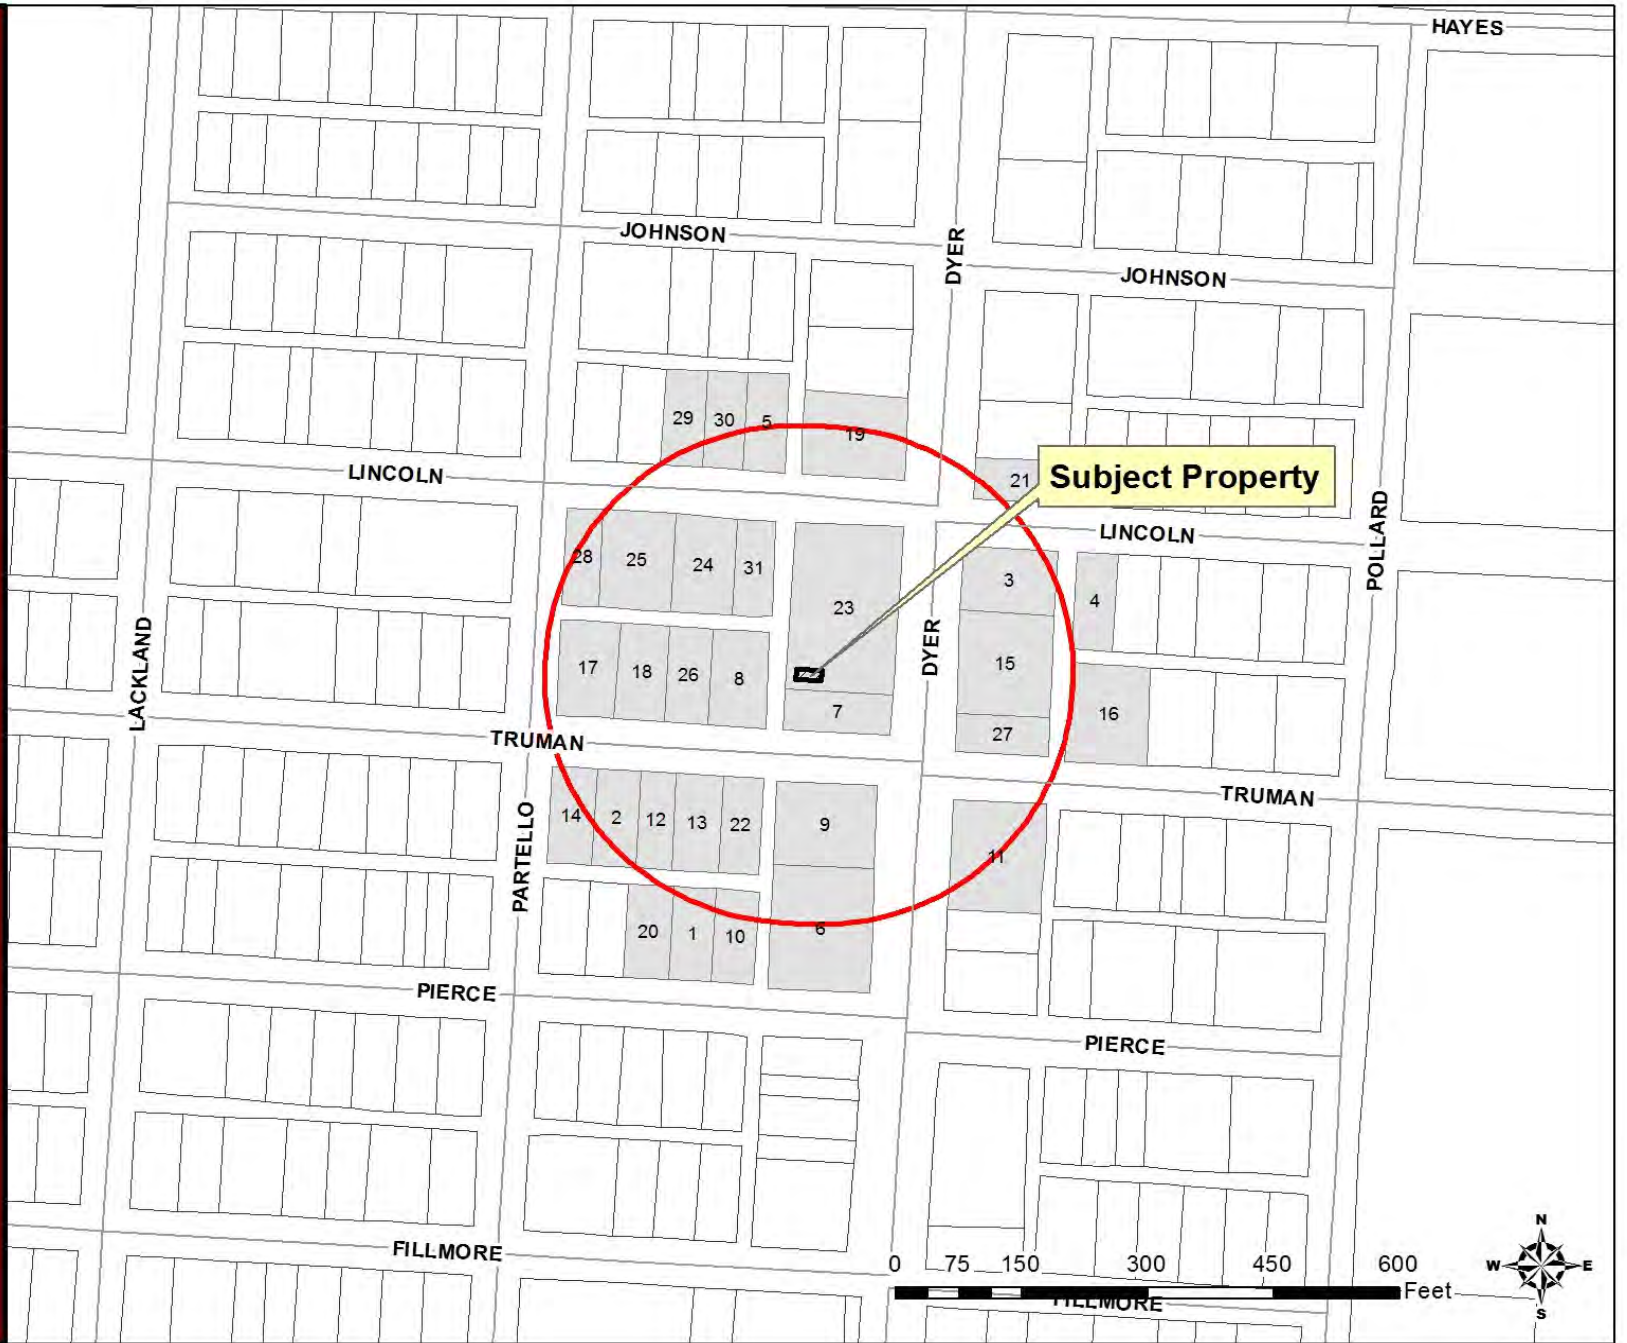 HAYES
JOHNSON
DYER
JOHNSON
29 30 5 19
LINCOLN
21
Subject Property
LINCOLN
POLLARD
28 25 24 31
23
3
4
LACKLAND
17 18 26 8
DYER
15
7
16
27
TRUMAN
TRUMAN
PARTELLO
14 2 12 13 22 9
11
20 1 10 6
PIERCE
PIERCE
FILLMORE
0 75 150 300 450 600
Feet
FILLMORE
N
W E
S